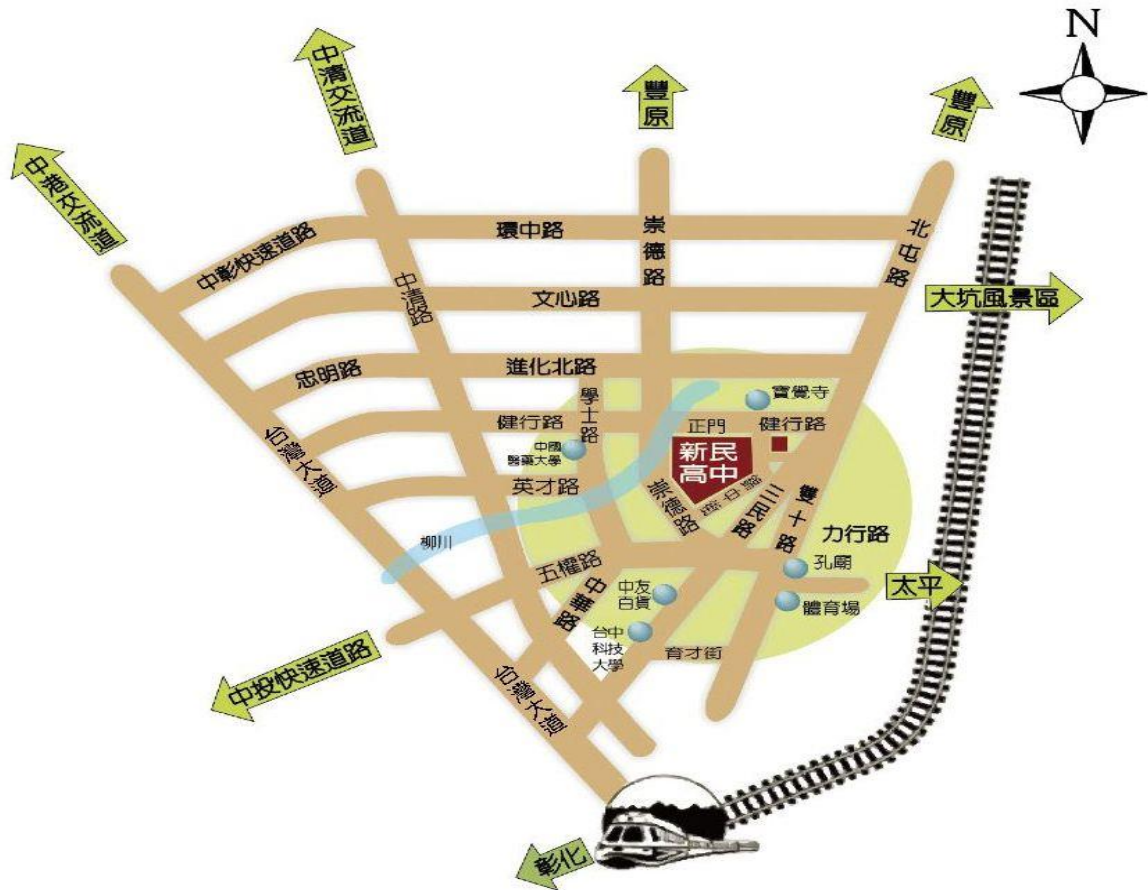 N
中清交流道
豐原
豐原
中港交流道
環中路
崇德路
北屯路
中彰快速道路
中清路
文心路
大坑風景區
忠明路
進化北路
學士路
寶覺寺
健行路
正門
健行路
台灣大道
中國
醫藥大學
新民
高中
英才路
崇德路
三民路
雙十路
力行路
柳川
五權路
孔廟
太平
中華路
中友
百貨
體育場
台中
科技
大學
育才街
中投快速道路
台灣大道
彰化